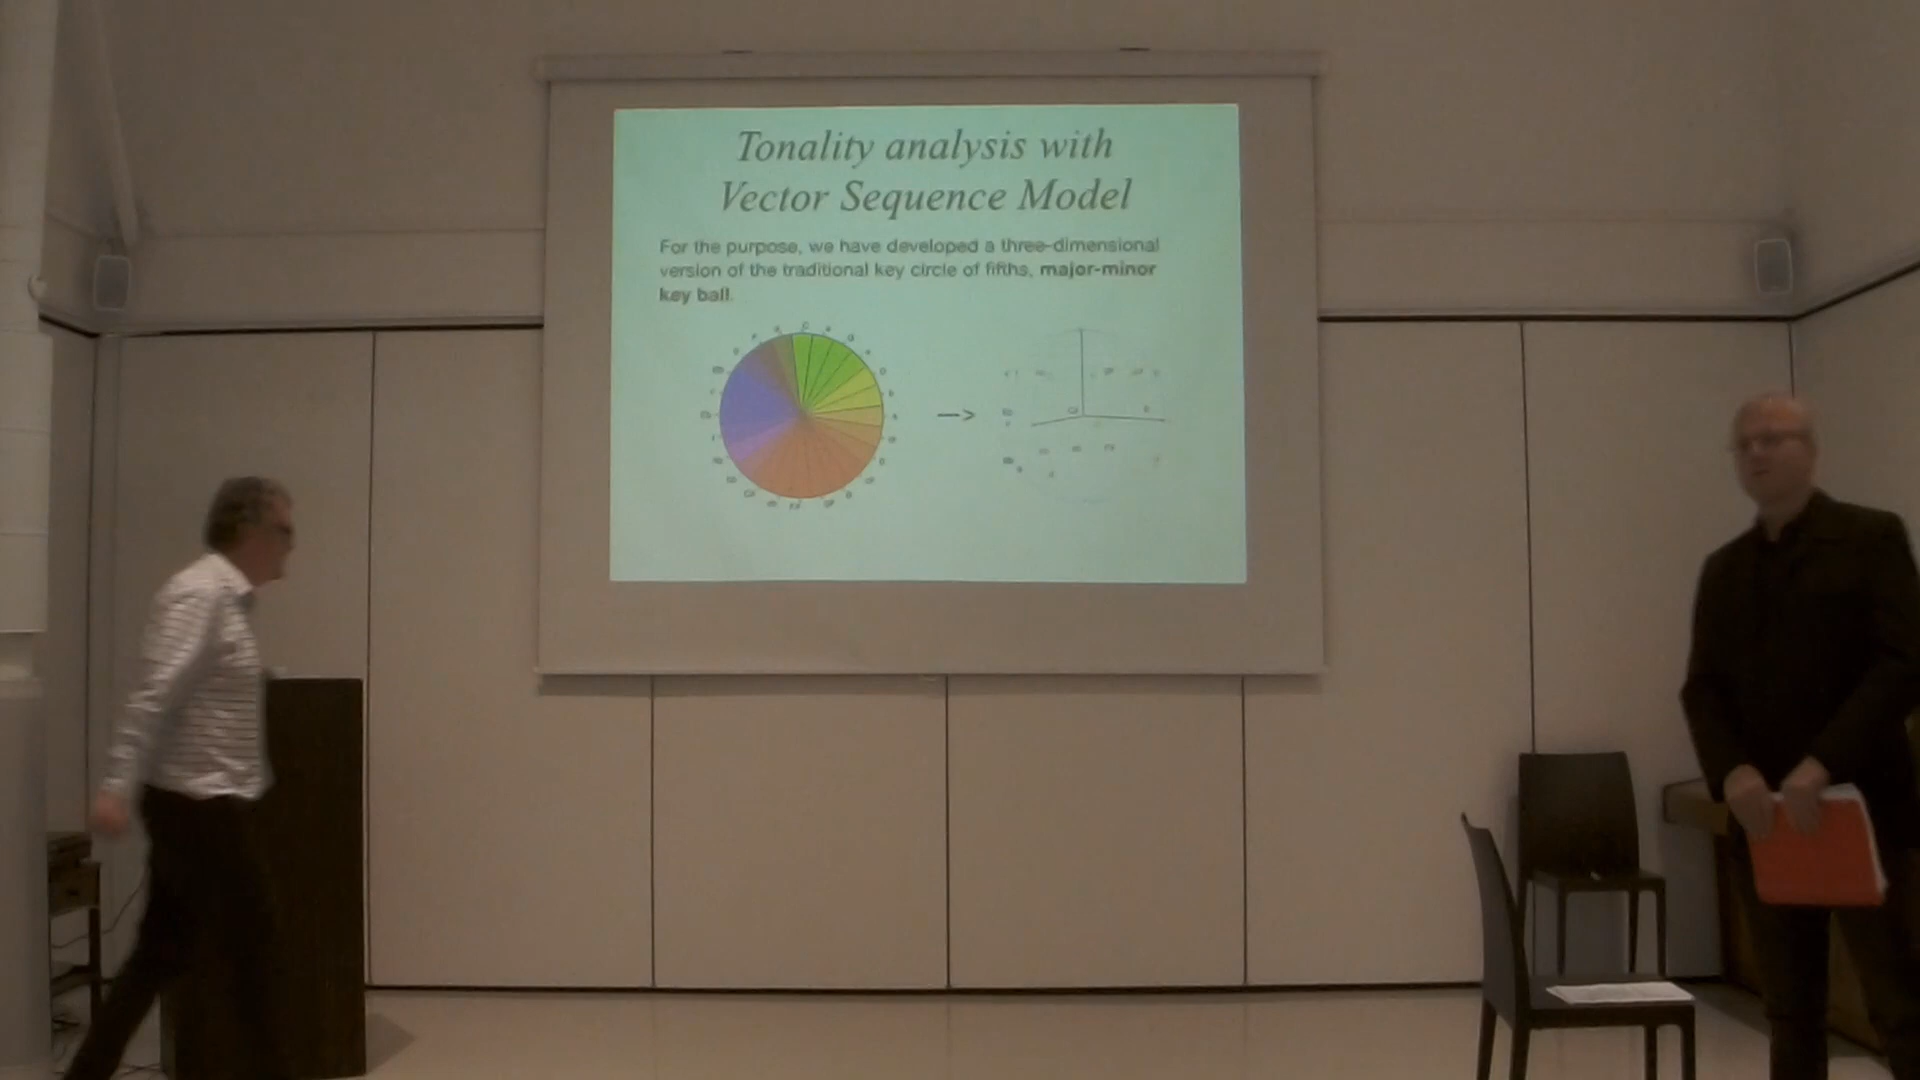 Tonality analysis with
Vector Sequence Model
For the purpose, we have developed a three-dimensional
version of the traditional key circle of fifths, major-minor
key ball.